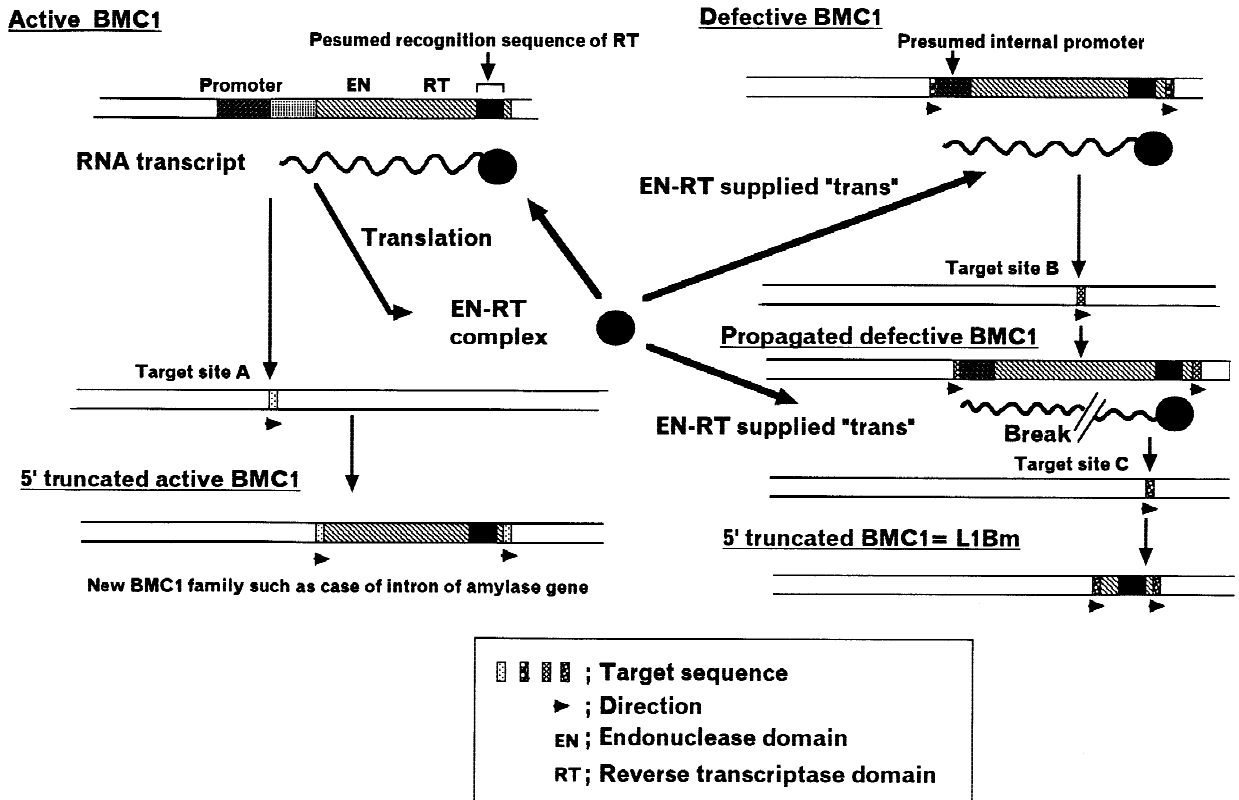 Active BMC1
Pesumed recognition sequence of RT
Promoter EN RT
RNA transcript
Translation
EN-RT
complex
Target site A
5' truncated active BMC1
New BMC1 family such as case of intron of amylase gene
Defective BMC1
Presumed internal promoter
EN-RT supplied "trans"
Target site B
Propagated defective BMC1
EN-RT supplied "trans"
Break
Target site C
5' truncated BMC1= L1Bm
; Target sequence
; Direction
EN ; Endonuclease domain
RT ; Reverse transcriptase domain